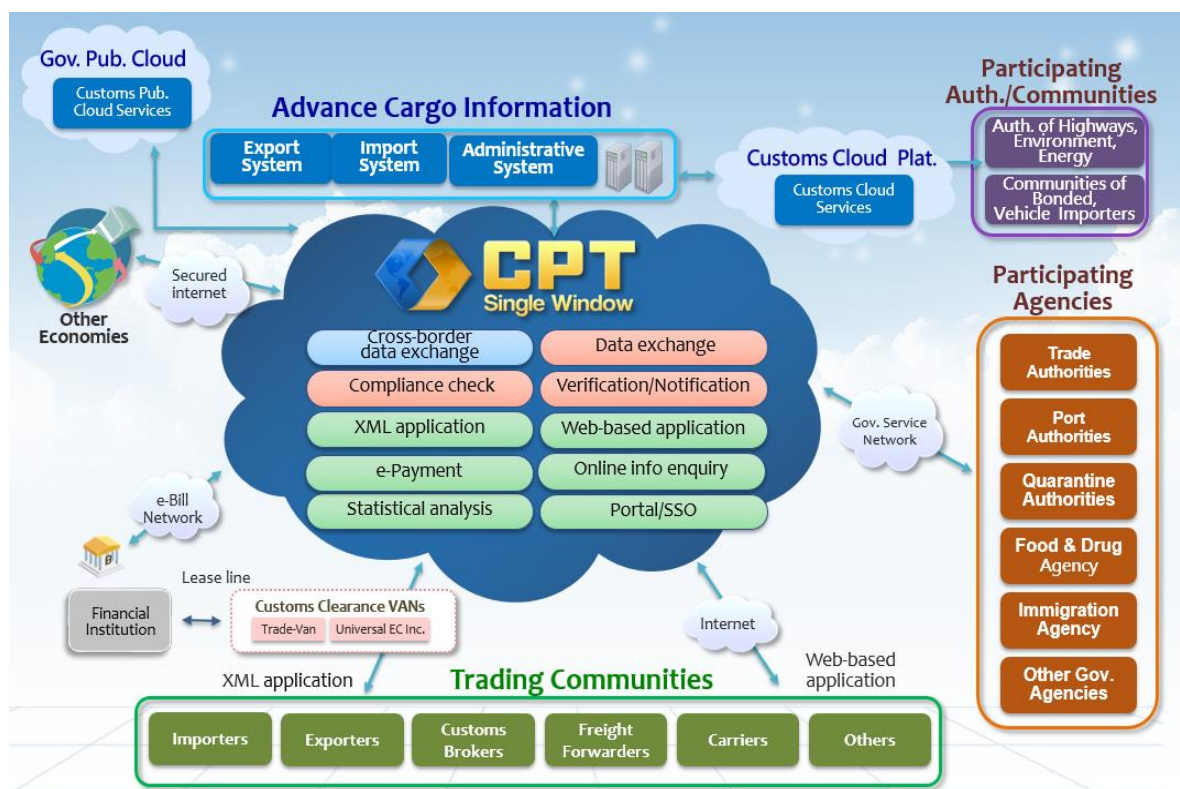 Gov. Pub. Cloud
Customs Pub.
Cloud Services
Advance Cargo Information
Export
System
Import
System
Administrative
System
Customs Cloud Plat.
Customs Cloud
Services
Participating
Auth./Communities
Auth. of Highways,
Environment,
Energy
Communities of
Bonded,
Vehicle Importers
Other
Economies
Secured
internet
CPT
Single Window
Cross-border
data exchange
Data exchange
Compliance check
Verification/Notification
XML application
Web-based application
e-Payment
Online info enquiry
Statistical analysis
Portal/SSO
Gov. Service
Network
Participating
Agencies
Trade
Authorities
Port
Authorities
Quarantine
Authorities
Food & Drug
Agency
Immigration
Agency
Other Gov.
Agencies
e-Bill
Network
B
Lease line
Financial
Institution
Customs Clearance VANs
Trade-Van
Universal EC Inc.
Internet
XML application
Web-based
application
Trading Communities
Importers
Exporters
Customs
Brokers
Freight
Forwarders
Carriers
Others